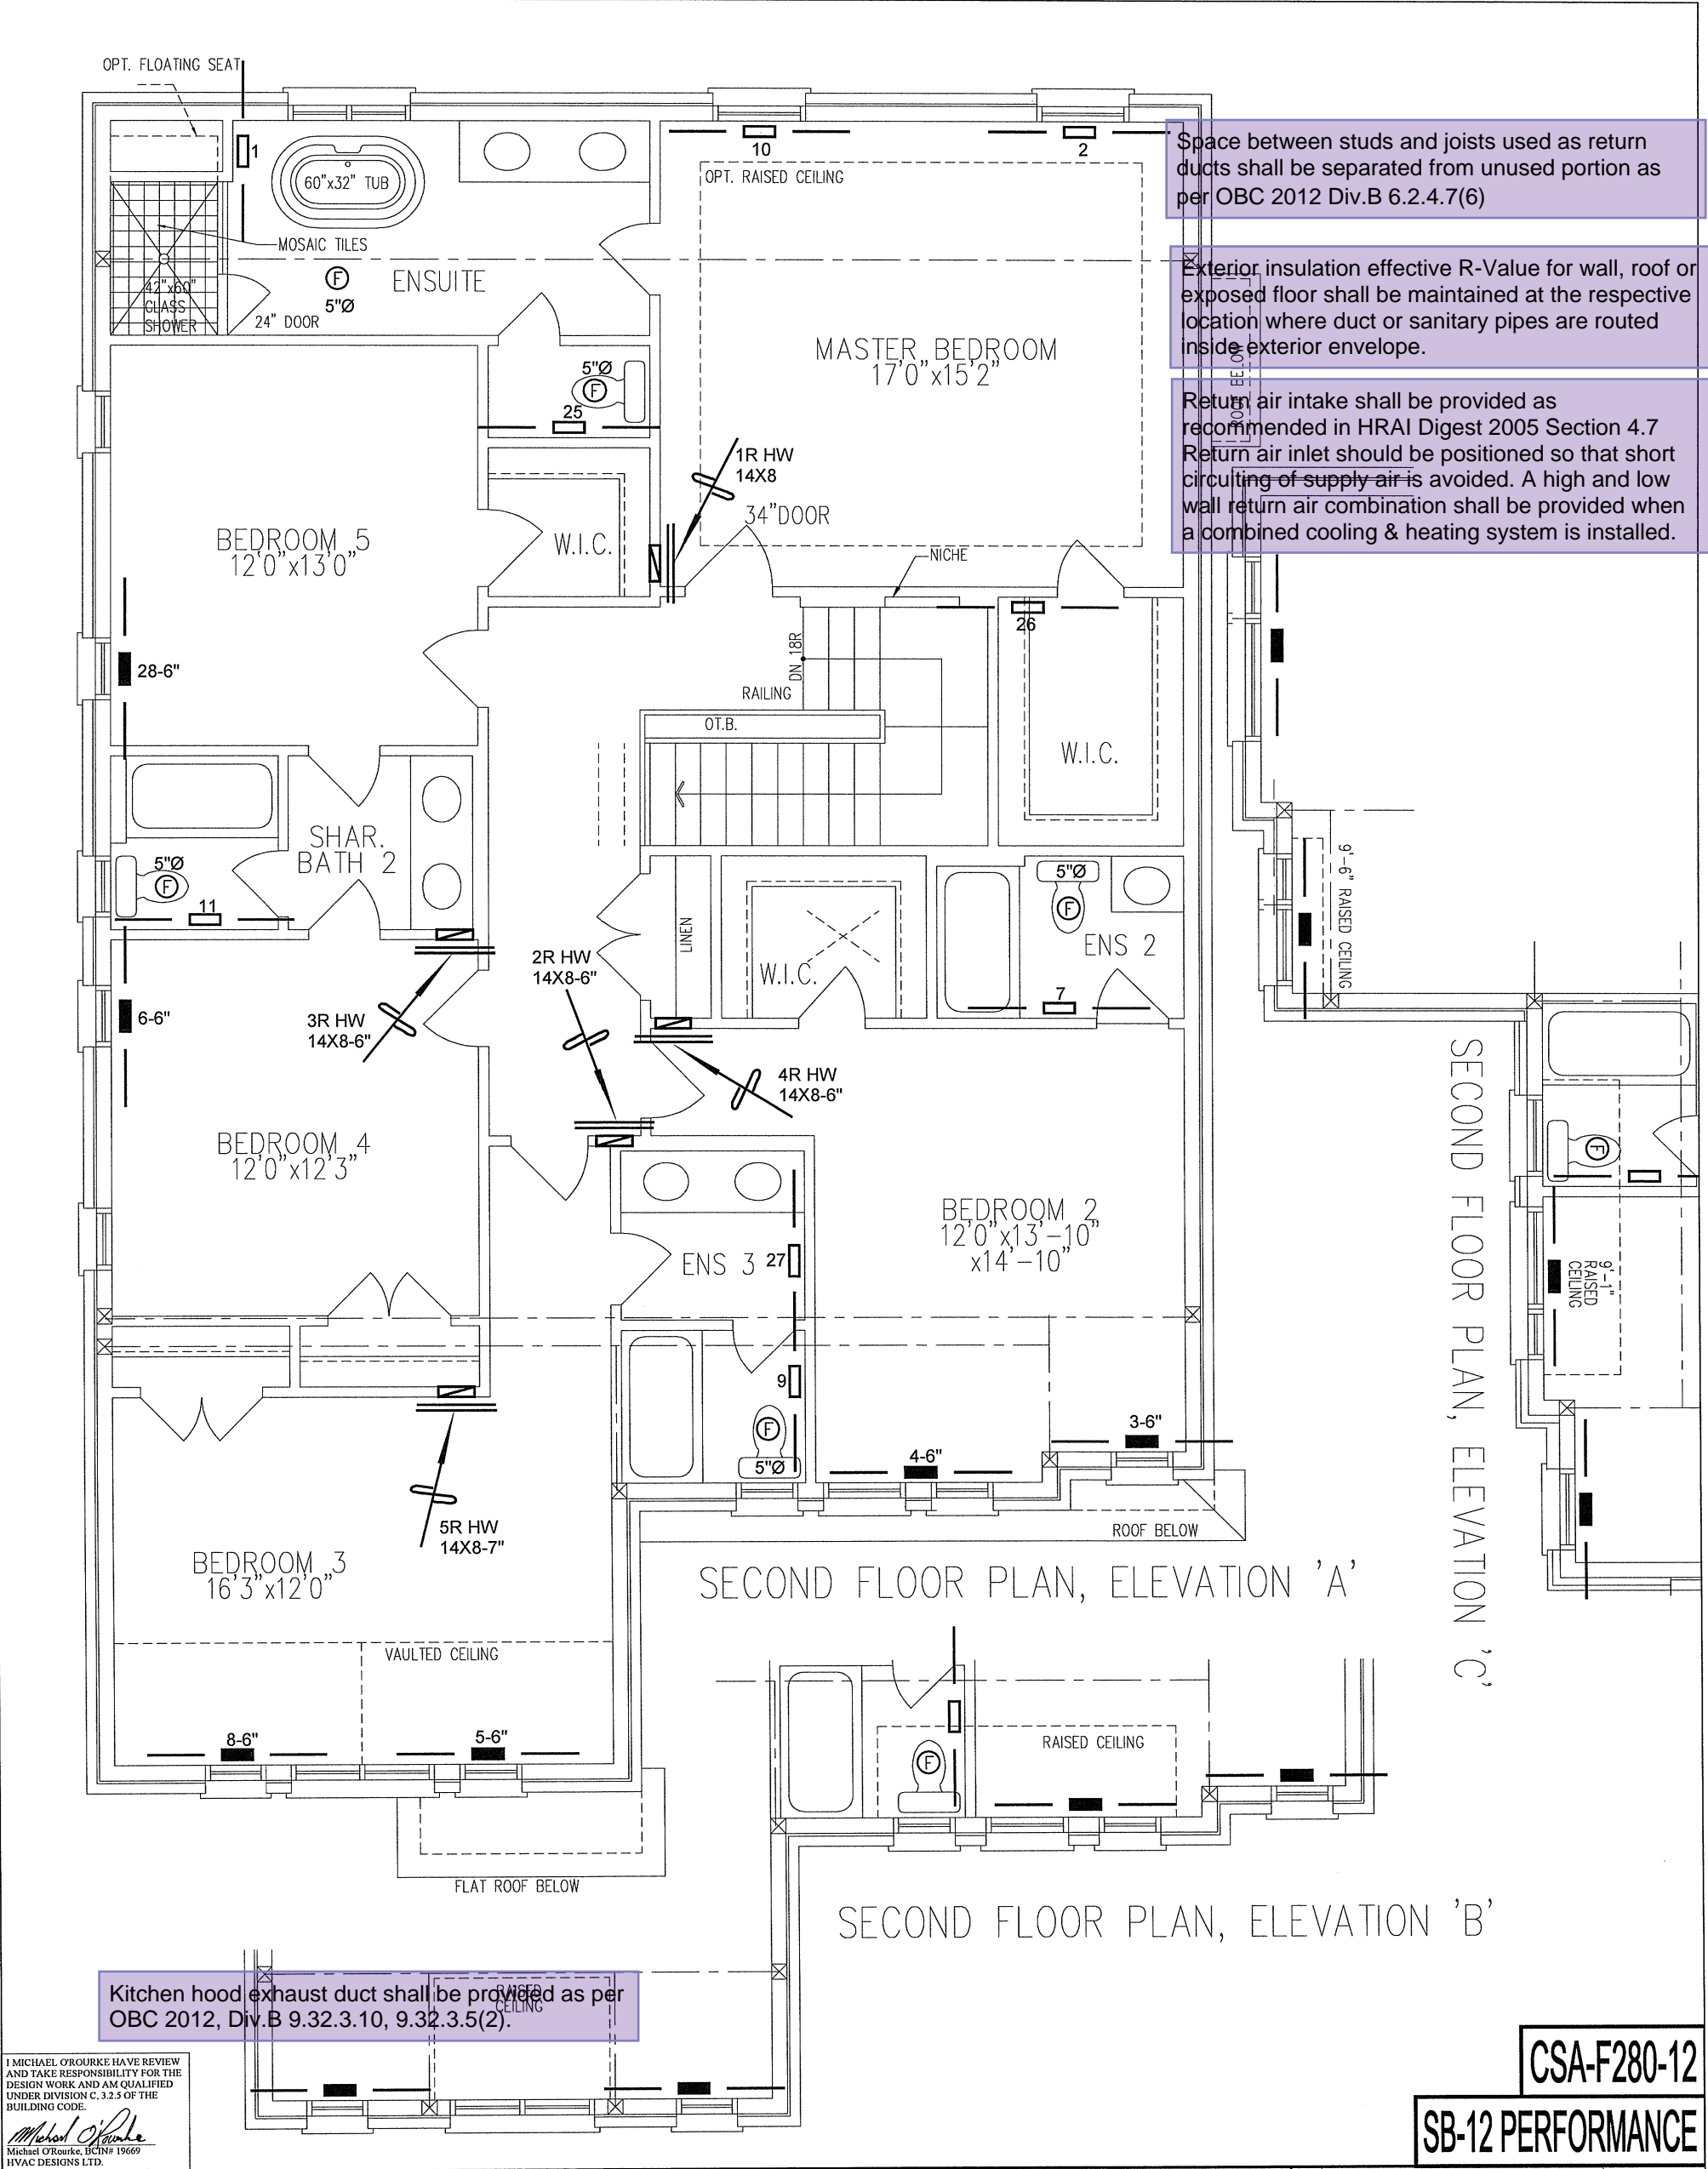 OPT. FLOATING SEAT
1
60"x32" TUB
MOSAIC TILES
42"x60"
GLASS
SHOWER
24" DOOR
F
5"Ø
ENSUITE
10
2
OPT. RAISED CEILING
MASTER BEDROOM
17'0"x15'2"
Space between studs and joists used as return
ducts shall be separated from unused portion as
per OBC 2012 Div.B 6.2.4.7(6)
Exterior insulation effective R-Value for wall, roof or
exposed floor shall be maintained at the respective
location where duct or sanitary pipes are routed
inside exterior envelope.
ROOF BELOW
Return air intake shall be provided as
recommended in HRAI Digest 2005 Section 4.7
Return air inlet should be positioned so that short
circuiting of supply air is avoided. A high and low
wall return air combination shall be provided when
a combined cooling & heating system is installed.
5"Ø
F
25
1R HW
14X8
34"DOOR
BEDROOM 5
12'0"x13'0"
W.I.C.
NICHE
26
28-6"
DN 18R
RAILING
O.T.B.
W.I.C.
SHAR.
BATH 2
5"Ø
F
11
LINEN
W.I.C.
5"Ø
F
ENS 2
7
9'-6" RAISED CEILING
2R HW
14X8-6"
6-6"
3R HW
14X8-6"
4R HW
14X8-6"
BEDROOM 4
12'0"x12'3"
BEDROOM 2
12'0"x13'-10"
x14'-10"
ENS 3
27
9
F
5"Ø
3-6"
4-6"
ROOF BELOW
5R HW
14X8-7"
BEDROOM 3
16'3"x12'0"
VAULTED CEILING
8-6"
5-6"
FLAT ROOF BELOW
SECOND FLOOR PLAN, ELEVATION 'A'
SECOND FLOOR PLAN, ELEVATION 'C'
F
9'-1"
RAISED
CEILING
F
RAISED CEILING
SECOND FLOOR PLAN, ELEVATION 'B'
Kitchen hood exhaust duct shall be provided as per
OBC 2012, Div.B 9.32.3.10, 9.32.3.5(2).
RAISED
CEILING
I MICHAEL O'ROURKE HAVE REVIEW
AND TAKE RESPONSIBILITY FOR THE
DESIGN WORK AND AM QUALIFIED
UNDER DIVISION C, 3.2.5 OF THE
BUILDING CODE.
Michael O'Rourke
Michael O'Rourke, BCIN# 19669
HVAC DESIGNS LTD.
CSA-F280-12
SB-12 PERFORMANCE